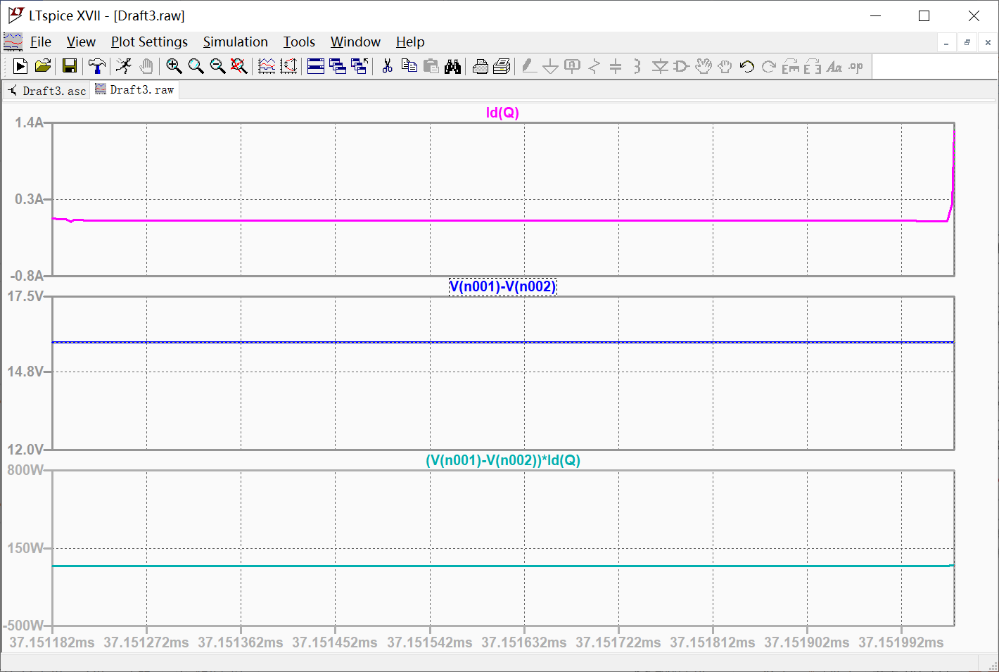 LTspice XVII - [Draft3.raw]
File View Plot Settings Simulation Tools Window Help
Aa .op
Draft3.asc Draft3.raw
Id(Q)
1.4A
0.3A
-0.8A
V(n001)-V(n002)
17.5V
14.8V
12.0V
(V(n001)-V(n002))*Id(Q)
800W
150W
-500W
37.151182ms 37.151272ms 37.151362ms 37.151452ms 37.151542ms 37.151632ms 37.151722ms 37.151812ms 37.151902ms 37.151992ms